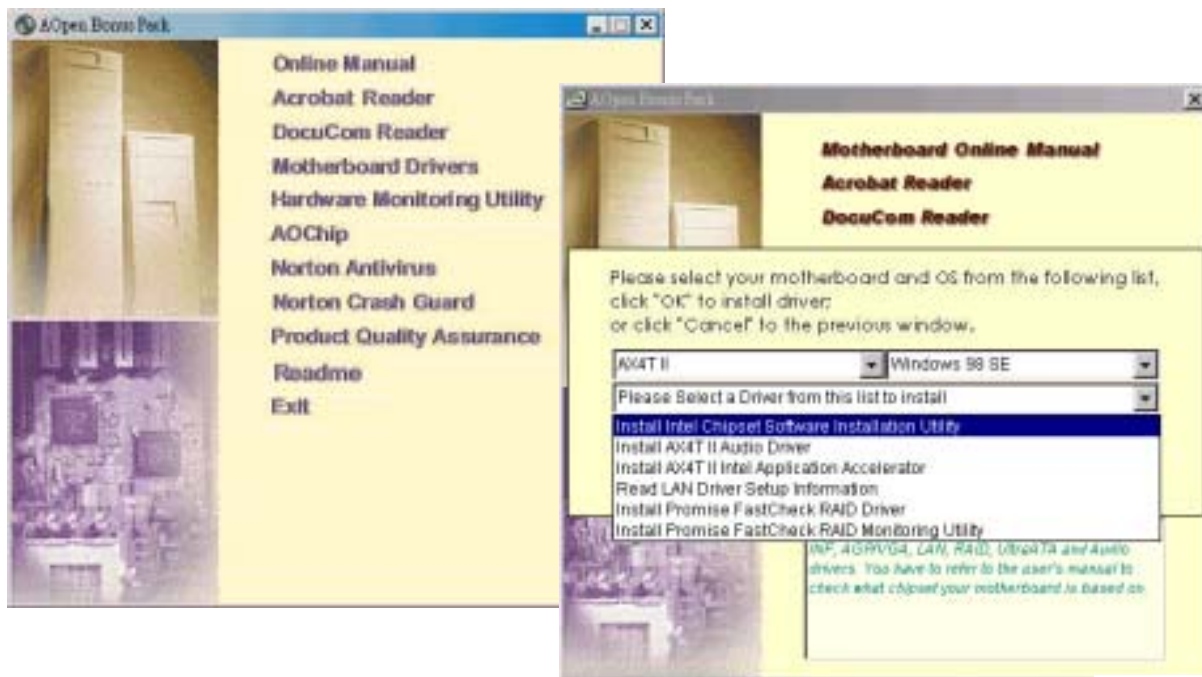 AOpen Bonus Pack
Online Manual
Acrobat Reader
DocuCom Reader
Motherboard Drivers
Hardware Monitoring Utility
AOChip
Norton Antivirus
Norton Crash Guard
Product Quality Assurance
Readme
Exit
AOpen Bonus Pack
Motherboard Online Manual
Acrobat Reader
DocuCom Reader
Please select your motherboard and OS from the following list,
click "OK" to install driver;
or click "Cancel" to the previous window.
AX4T II Windows 98 SE
Please Select a Driver from this list to install
Install Intel Chipset Software Installation Utility
Install AX4T II Audio Driver
Install AX4T II Intel Application Accelerator
Read LAN Driver Setup Information
Install Promise FastCheck RAID Driver
Install Promise FastCheck RAID Monitoring Utility
INF, AGP/VGA, LAN, RAID, UltraATA and Audio
drivers. You have to refer to the user's manual to
check what chipset your motherboard is based on